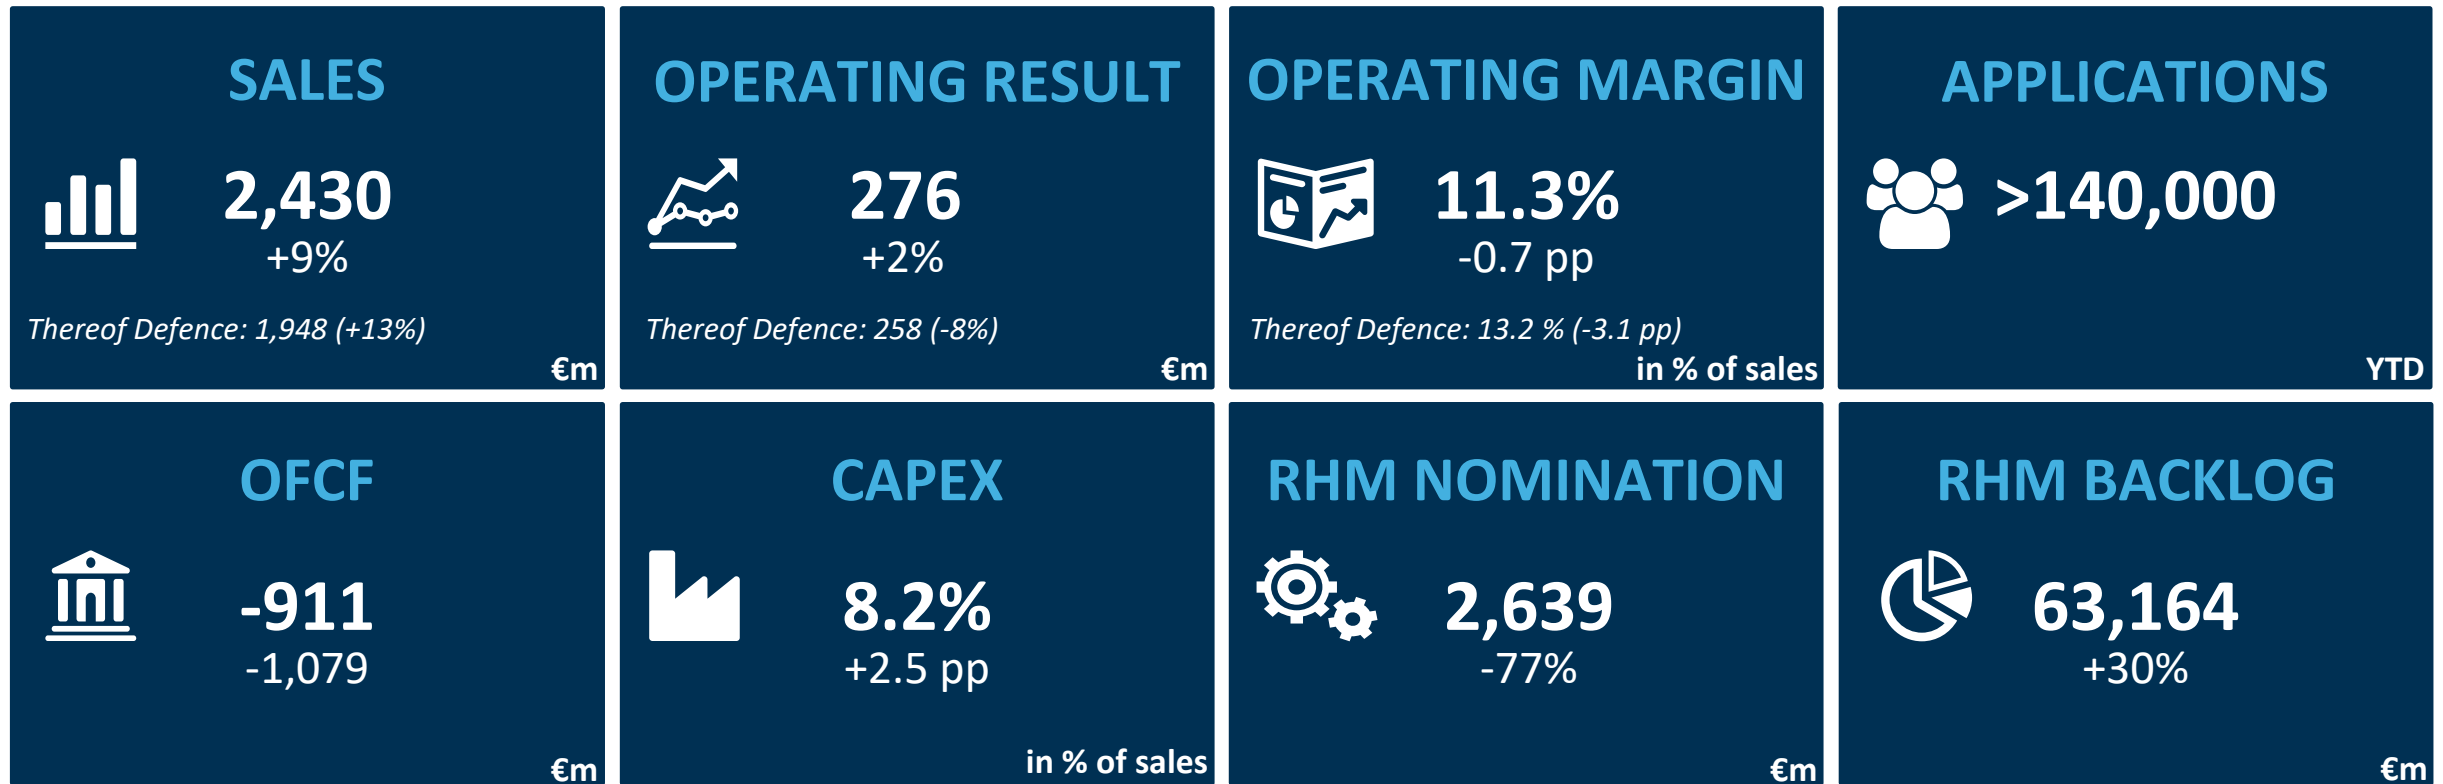 SALES
2,430
+9%
Thereof Defence: 1,948 (+13%)
€m
OPERATING RESULT
276
+2%
Thereof Defence: 258 (-8%)
€m
OPERATING MARGIN
11.3%
-0.7 pp
Thereof Defence: 13.2 % (-3.1 pp)
in % of sales
APPLICATIONS
>140,000
YTD
OFCF
-911
-1,079
€m
CAPEX
8.2%
+2.5 pp
in % of sales
RHM NOMINATION
2,639
-77%
€m
RHM BACKLOG
63,164
+30%
€m